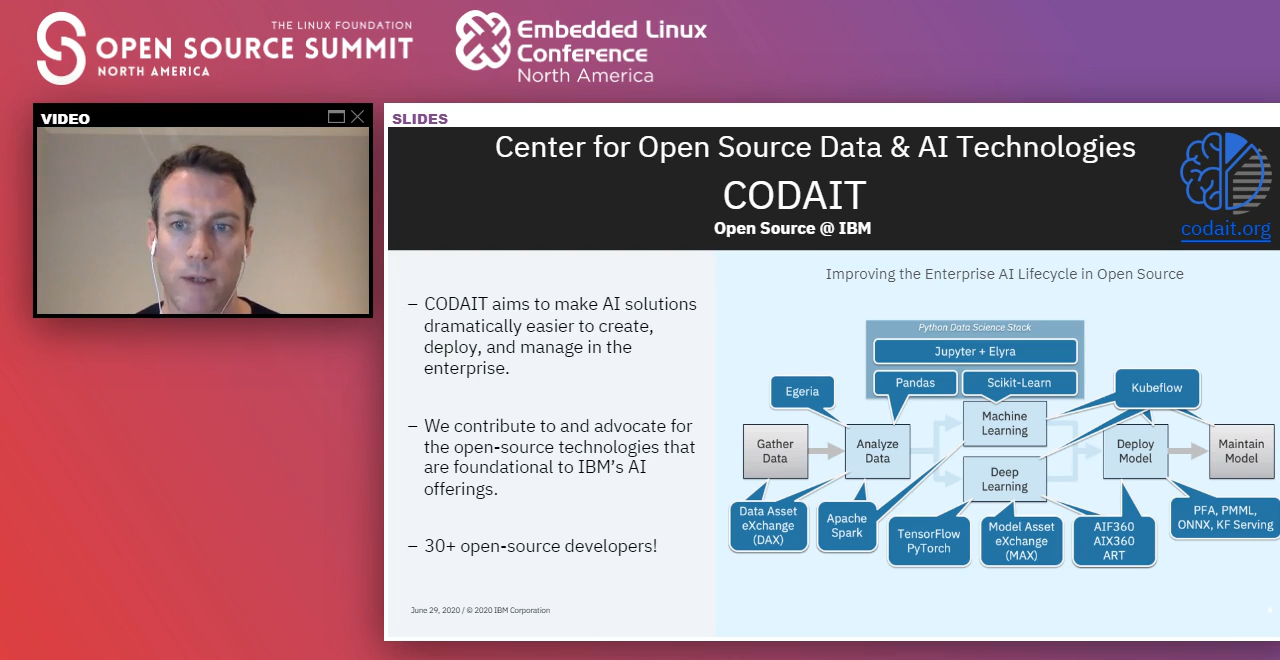 THE LINUX FOUNDATION
OPEN SOURCE SUMMIT
NORTH AMERICA
Embedded Linux
Conference
North America
VIDEO
SLIDES
Center for Open Source Data & AI Technologies
CODAIT
Open Source @ IBM
codait.org
– CODAIT aims to make AI solutions
dramatically easier to create,
deploy, and manage in the
enterprise.
– We contribute to and advocate for
the open-source technologies that
are foundational to IBM's AI
offerings.
– 30+ open-source developers!
June 29, 2020 / © 2020 IBM Corporation
Improving the Enterprise AI Lifecycle in Open Source
Python Data Science Stack
Jupyter + Elyra
Pandas
Scikit-Learn
Egeria
Kubeflow
Gather
Data
Analyze
Data
Machine
Learning
Deep
Learning
Deploy
Model
Maintain
Model
Data Asset
eXchange
(DAX)
Apache
Spark
TensorFlow
PyTorch
Model Asset
eXchange
(MAX)
AIF360
AIX360
ART
PFA, PMML,
ONNX, KF Serving